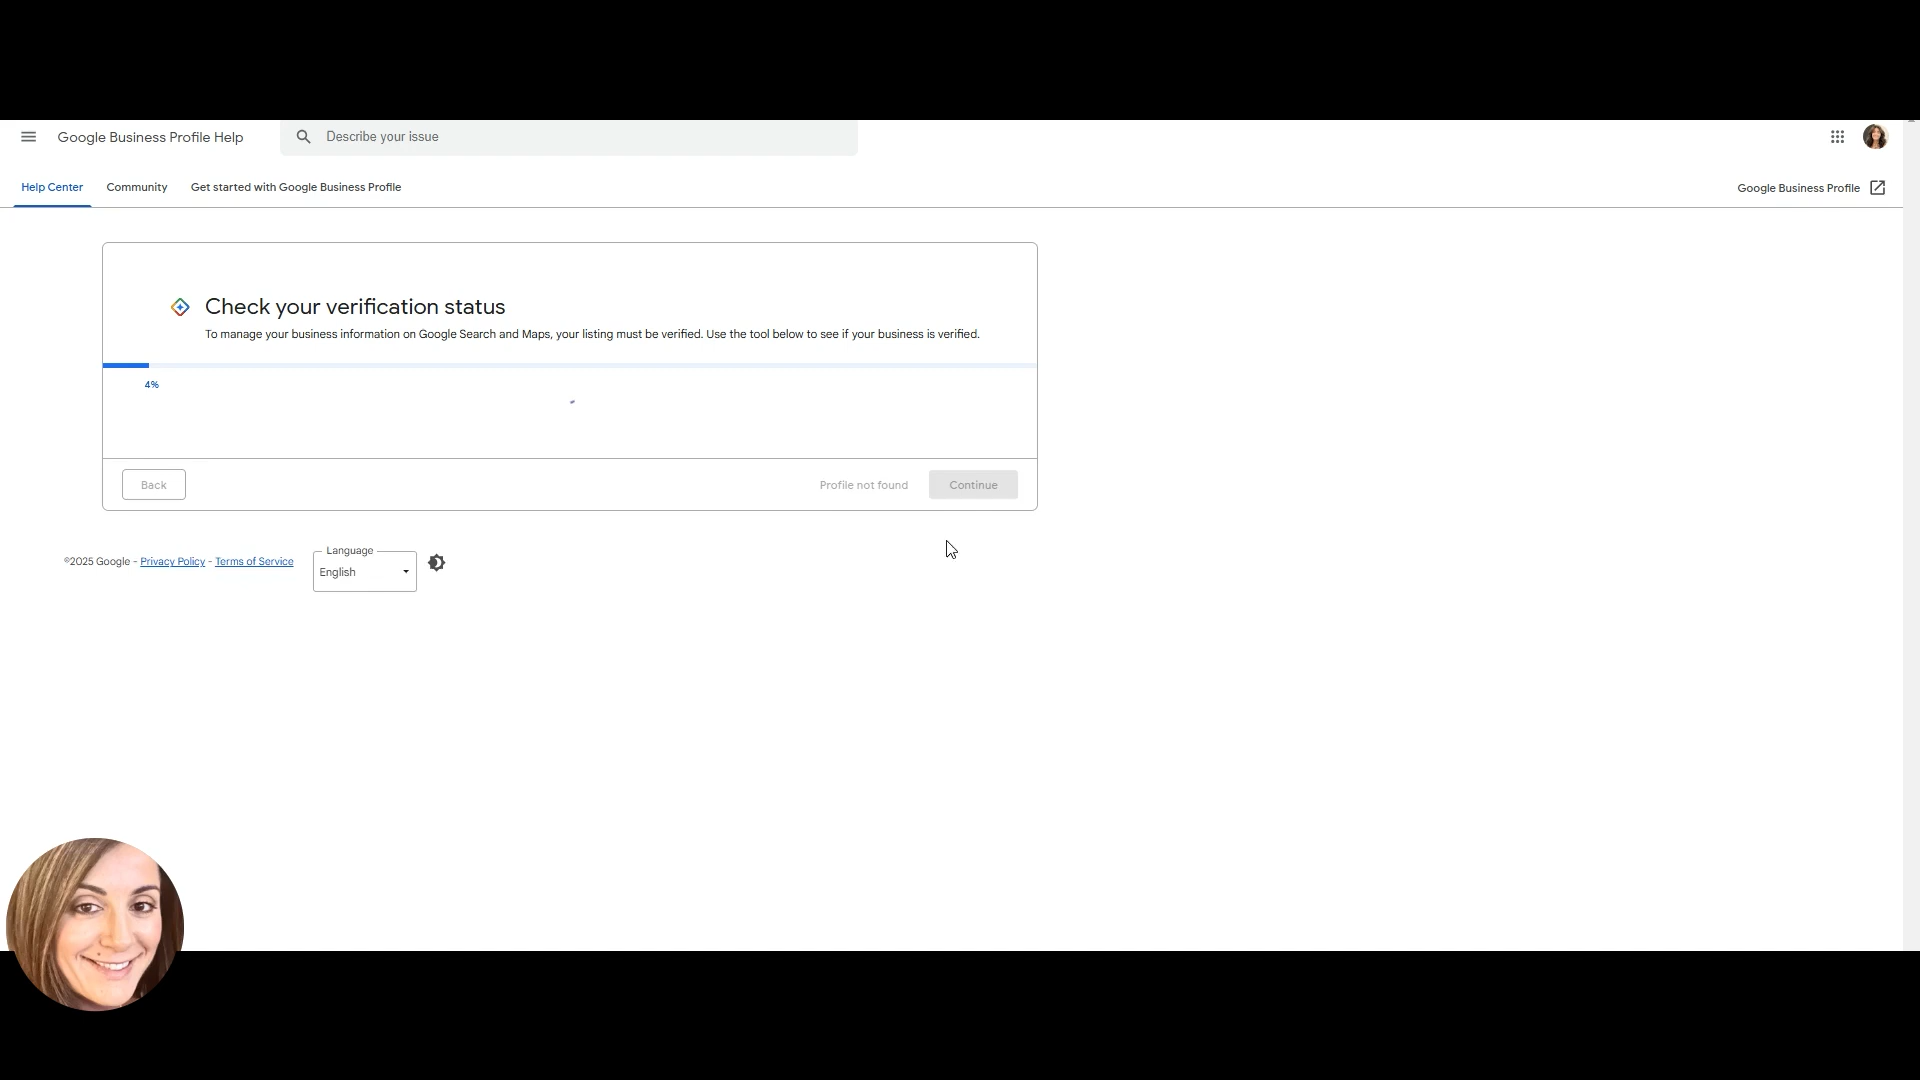 Google Business Profile Help
Describe your issue
Help Center
Community
Get started with Google Business Profile
Google Business Profile
Check your verification status
To manage your business information on Google Search and Maps, your listing must be verified. Use the tool below to see if your business is verified.
4%
Back
Profile not found
Continue
©2025 Google - Privacy Policy - Terms of Service
Language
English